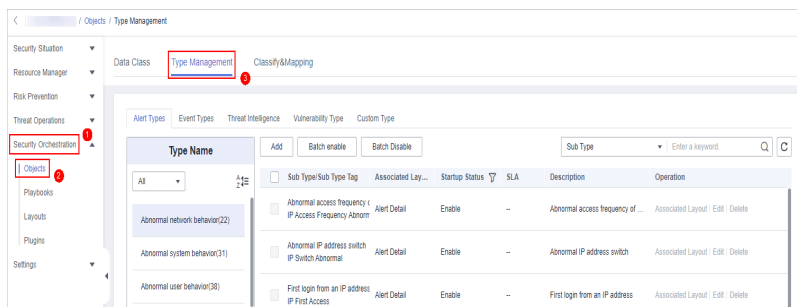 / Objects / Type Management
Security Situation
Resource Manager
Risk Prevention
Threat Operations
Security Orchestration
1
Objects
2
Playbooks
Layouts
Plugins
Settings
Data Class Type Management Classify&Mapping
3
Alert Types Event Types Threat Intelligence Vulnerability Type Custom Type
Type Name
All
Abnormal network behavior(22)
Abnormal system behavior(31)
Abnormal user behavior(38)
Add Batch enable Batch Disable Sub Type Enter a keyword.
Sub Type/Sub Type Tag Associated Lay... Startup Status SLA Description Operation
Abnormal access frequency
IP Access Frequency Abnorm
Alert Detail Enable -- Abnormal access frequency of ... Associated Layout | Edit | Delete
Abnormal IP address switch
IP Switch Abnormal
Alert Detail Enable -- Abnormal IP address switch Associated Layout | Edit | Delete
First login from an IP address
IP First Access
Alert Detail Enable -- First login from an IP address Associated Layout | Edit | Delete